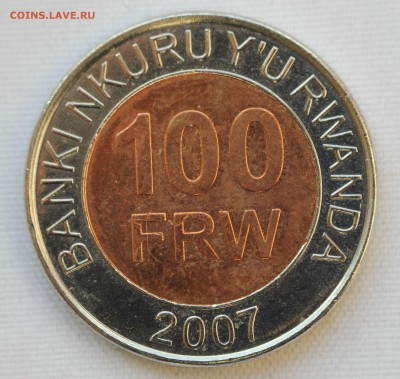 COINS.LAVE.RU
BANKI NKURU Y'U RWANDA
100
FRW
2007